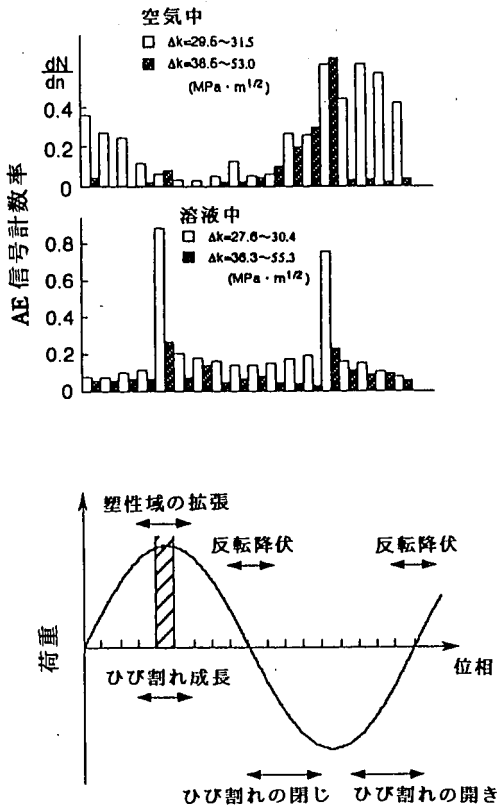 空気中
Δk=29.5〜31.5
Δk=38.6〜53.0
(MPa・m1/2)
dN
dn
0.4
0.2
0
溶液中
Δk=27.6〜30.4
Δk=36.3〜55.3
(MPa・m1/2)
0.8
0.6
0.4
0.2
0
AE 信号計数率
塑性域の拡張
反転降伏
反転降伏
荷重
位相
ひび割れ成長
ひび割れの閉じ
ひび割れの開き